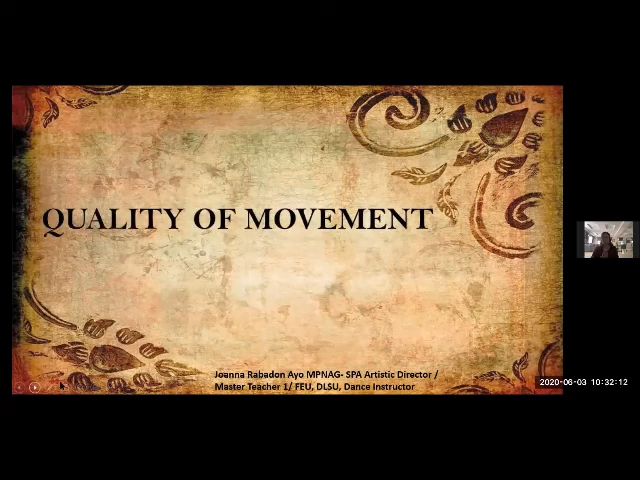 QUALITY OF MOVEMENT
Joanna Rabadon Ayo MPNAG- SPA Artistic Director /
Master Teacher 1/ FEU, DLSU, Dance Instructor
2020-06-03 10:32:12